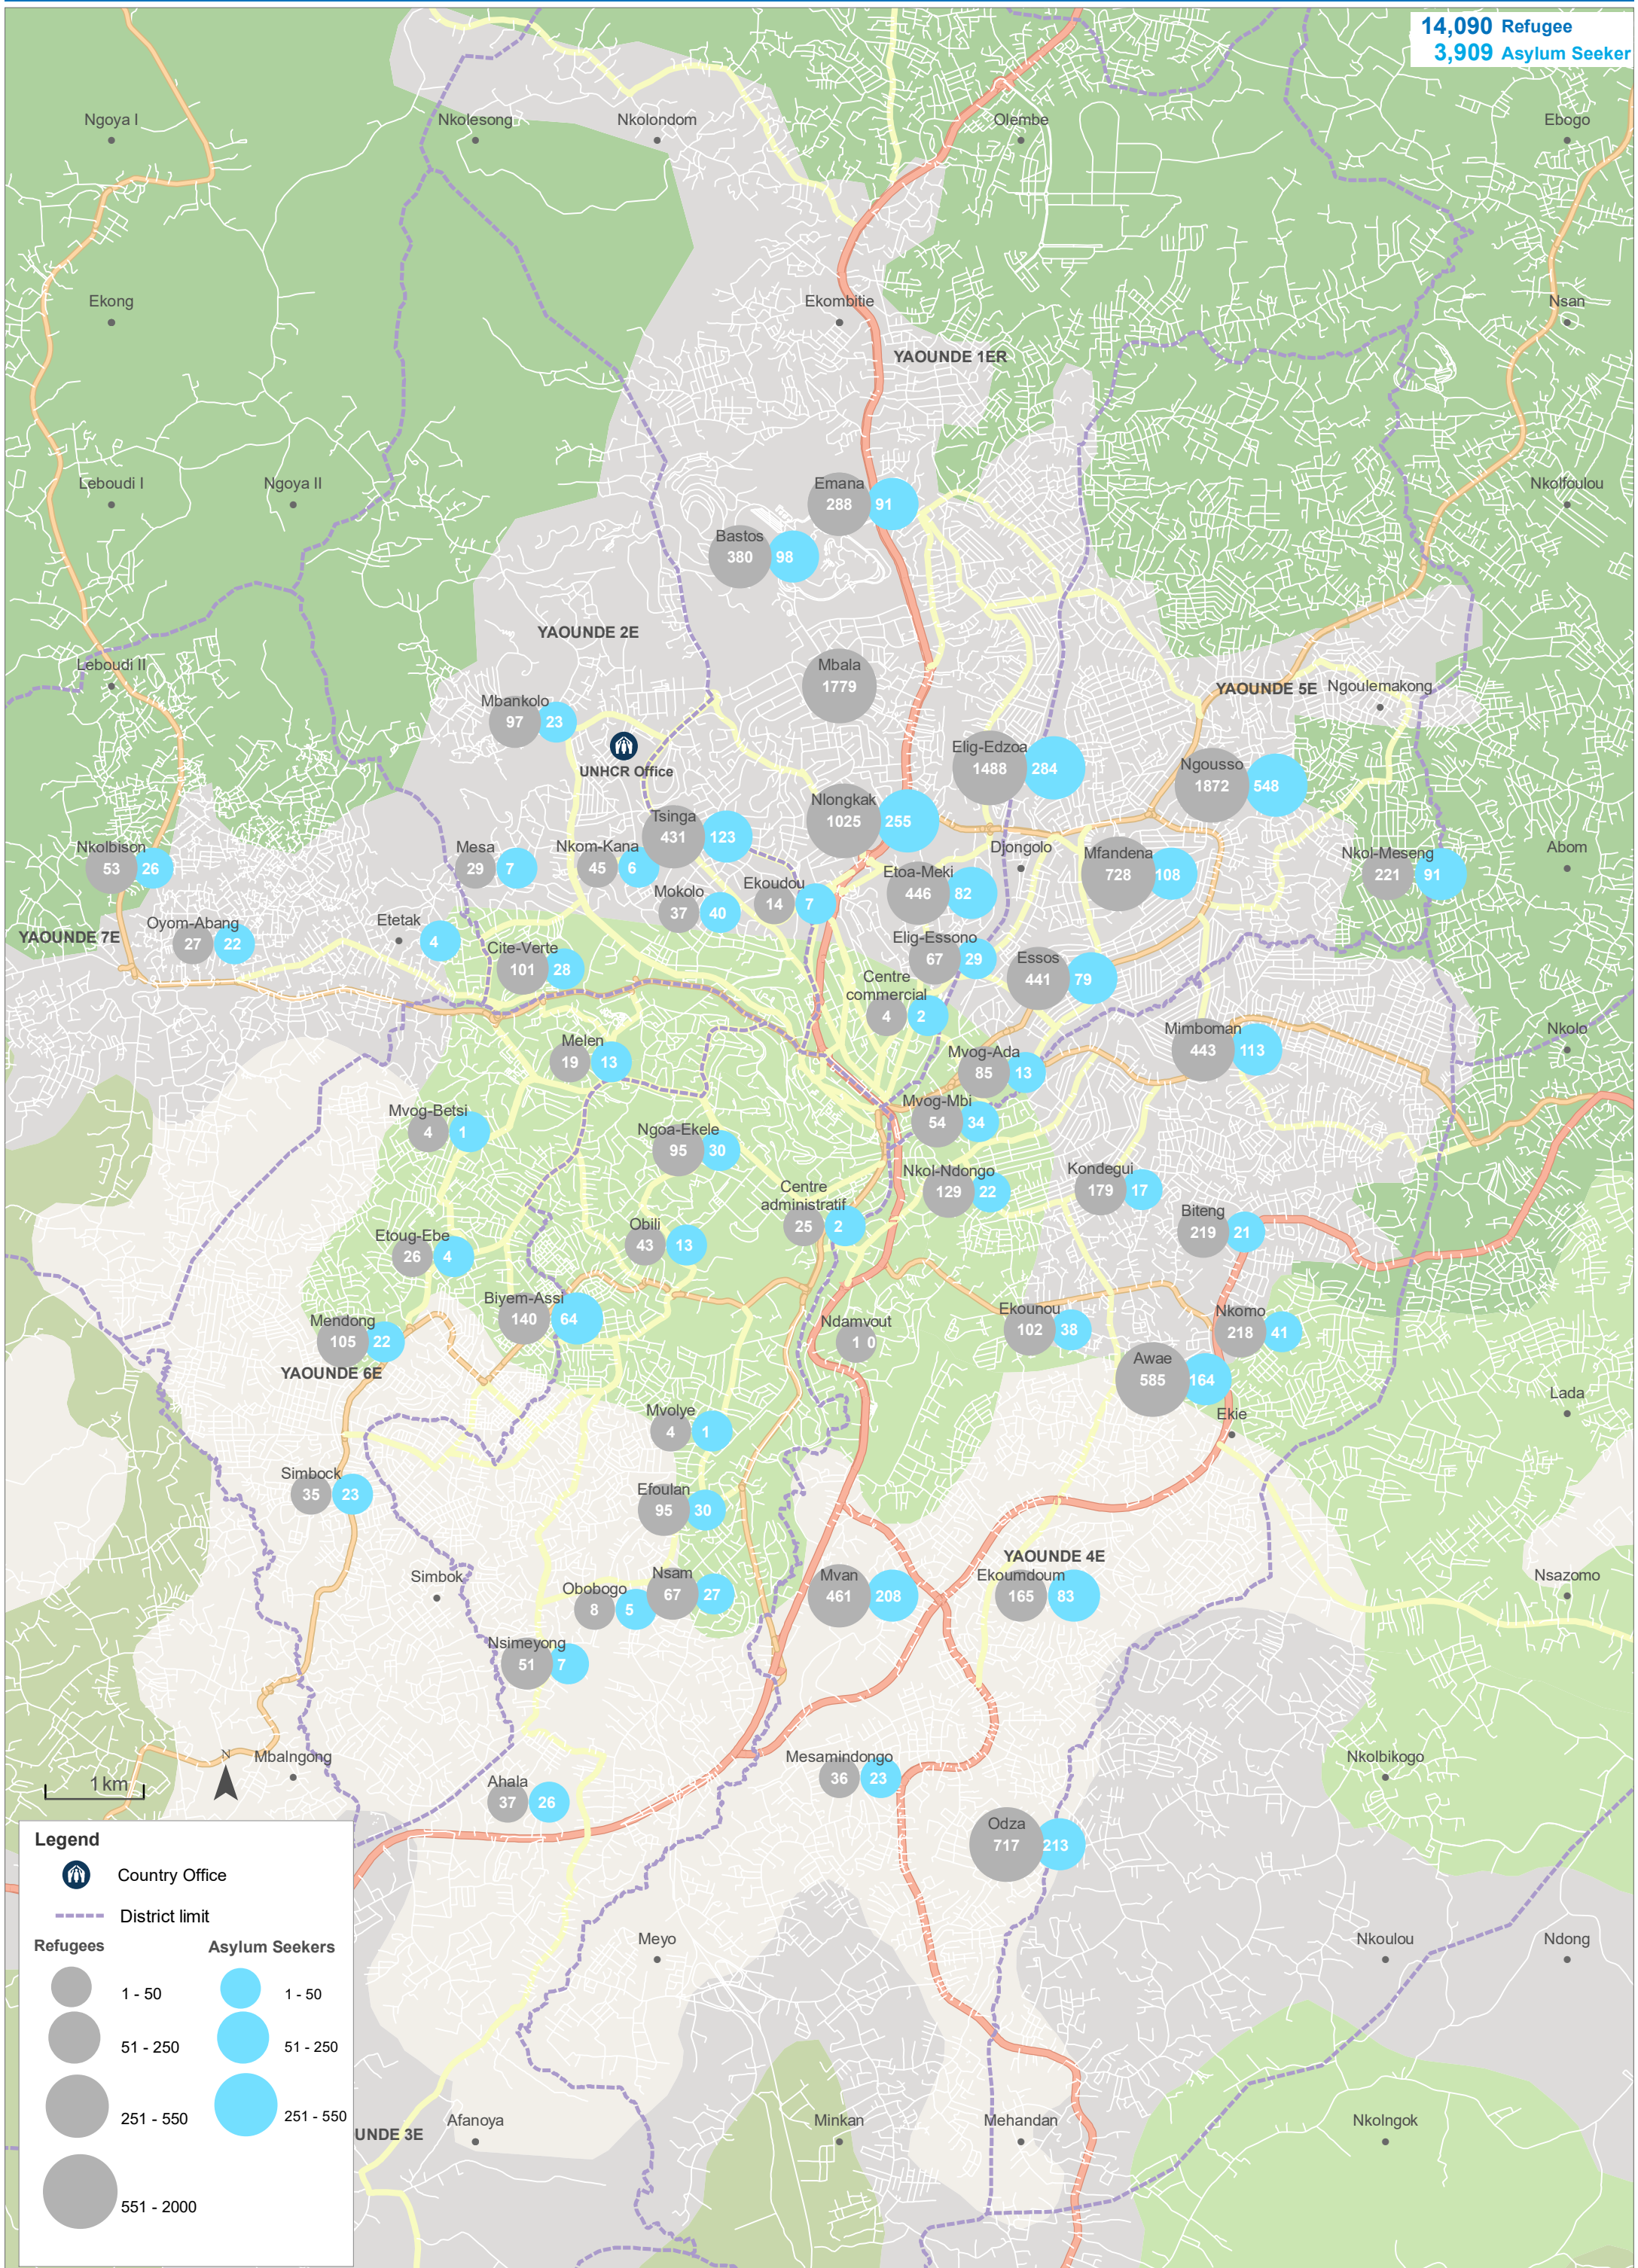 14,090 Refugee
3,909 Asylum Seeker
Ngoya I
Nkolesong
Nkolondom
Olembe
Ebogo
Ekong
Ekombitie
Nsan
YAOUNDE 1ER
Leboudi I
Ngoya II
Emana
288 91
Nkolfoulou
Bastos
380 98
YAOUNDE 2E
Leboudi II
Mbala
1779
YAOUNDE 5E
Ngoulemakong
Mbankolo
97 23
UNHCR Office
Elig-Edzoa
1488 284
Ngousso
1872 548
Nlongkak
1025 255
Tsinga
431 123
Nkolbison
53 26
Mesa
29 7
Nkom-Kana
45 6
Djongolo
Mfandena
728 108
Nkol-Meseng
221 91
Abom
Etoa-Meki
446 82
Mokolo
37 40
Ekoudou
14 7
Oyom-Abang
27 22
Etetak
4
YAOUNDE 7E
Cite-Verte
101 28
Elig-Essono
67 29
Essos
441 79
Centre
commercial
4 2
Mimboman
443 113
Nkolo
Melen
19 13
Mvog-Ada
85 13
Mvog-Betsi
4 1
Mvog-Mbi
54 34
Ngoa-Ekele
95 30
Nkol-Ndongo
129 22
Kondegui
179 17
Centre
administratif
25 2
Biteng
219 21
Etoug-Ebe
26 4
Obili
43 13
Biyem-Assi
140 64
Mendong
105 22
YAOUNDE 6E
Ndamvout
1 0
Ekounou
102 38
Nkomo
218 41
Awae
585 164
Ekie
Lada
Mvolye
4 1
Simbock
35 23
Efoulan
95 30
YAOUNDE 4E
Ekoumdoum
165 83
Simbok
Obobogo
8 5
Nsam
67 27
Mvan
461 208
Nsazomo
Nsimeyong
51 7
N
Mbalngong
1 km
Mesamindongo
36 23
Nkolbikogo
Ahala
37 26
Odza
717 213
Legend
Country Office
District limit
Refugees Asylum Seekers
1 - 50 1 - 50
51 - 250 51 - 250
251 - 550 251 - 550
551 - 2000
Meyo
Nkoulou
Ndong
UNDE 3E
Afanoya
Minkan
Mehandan
Nkolngok